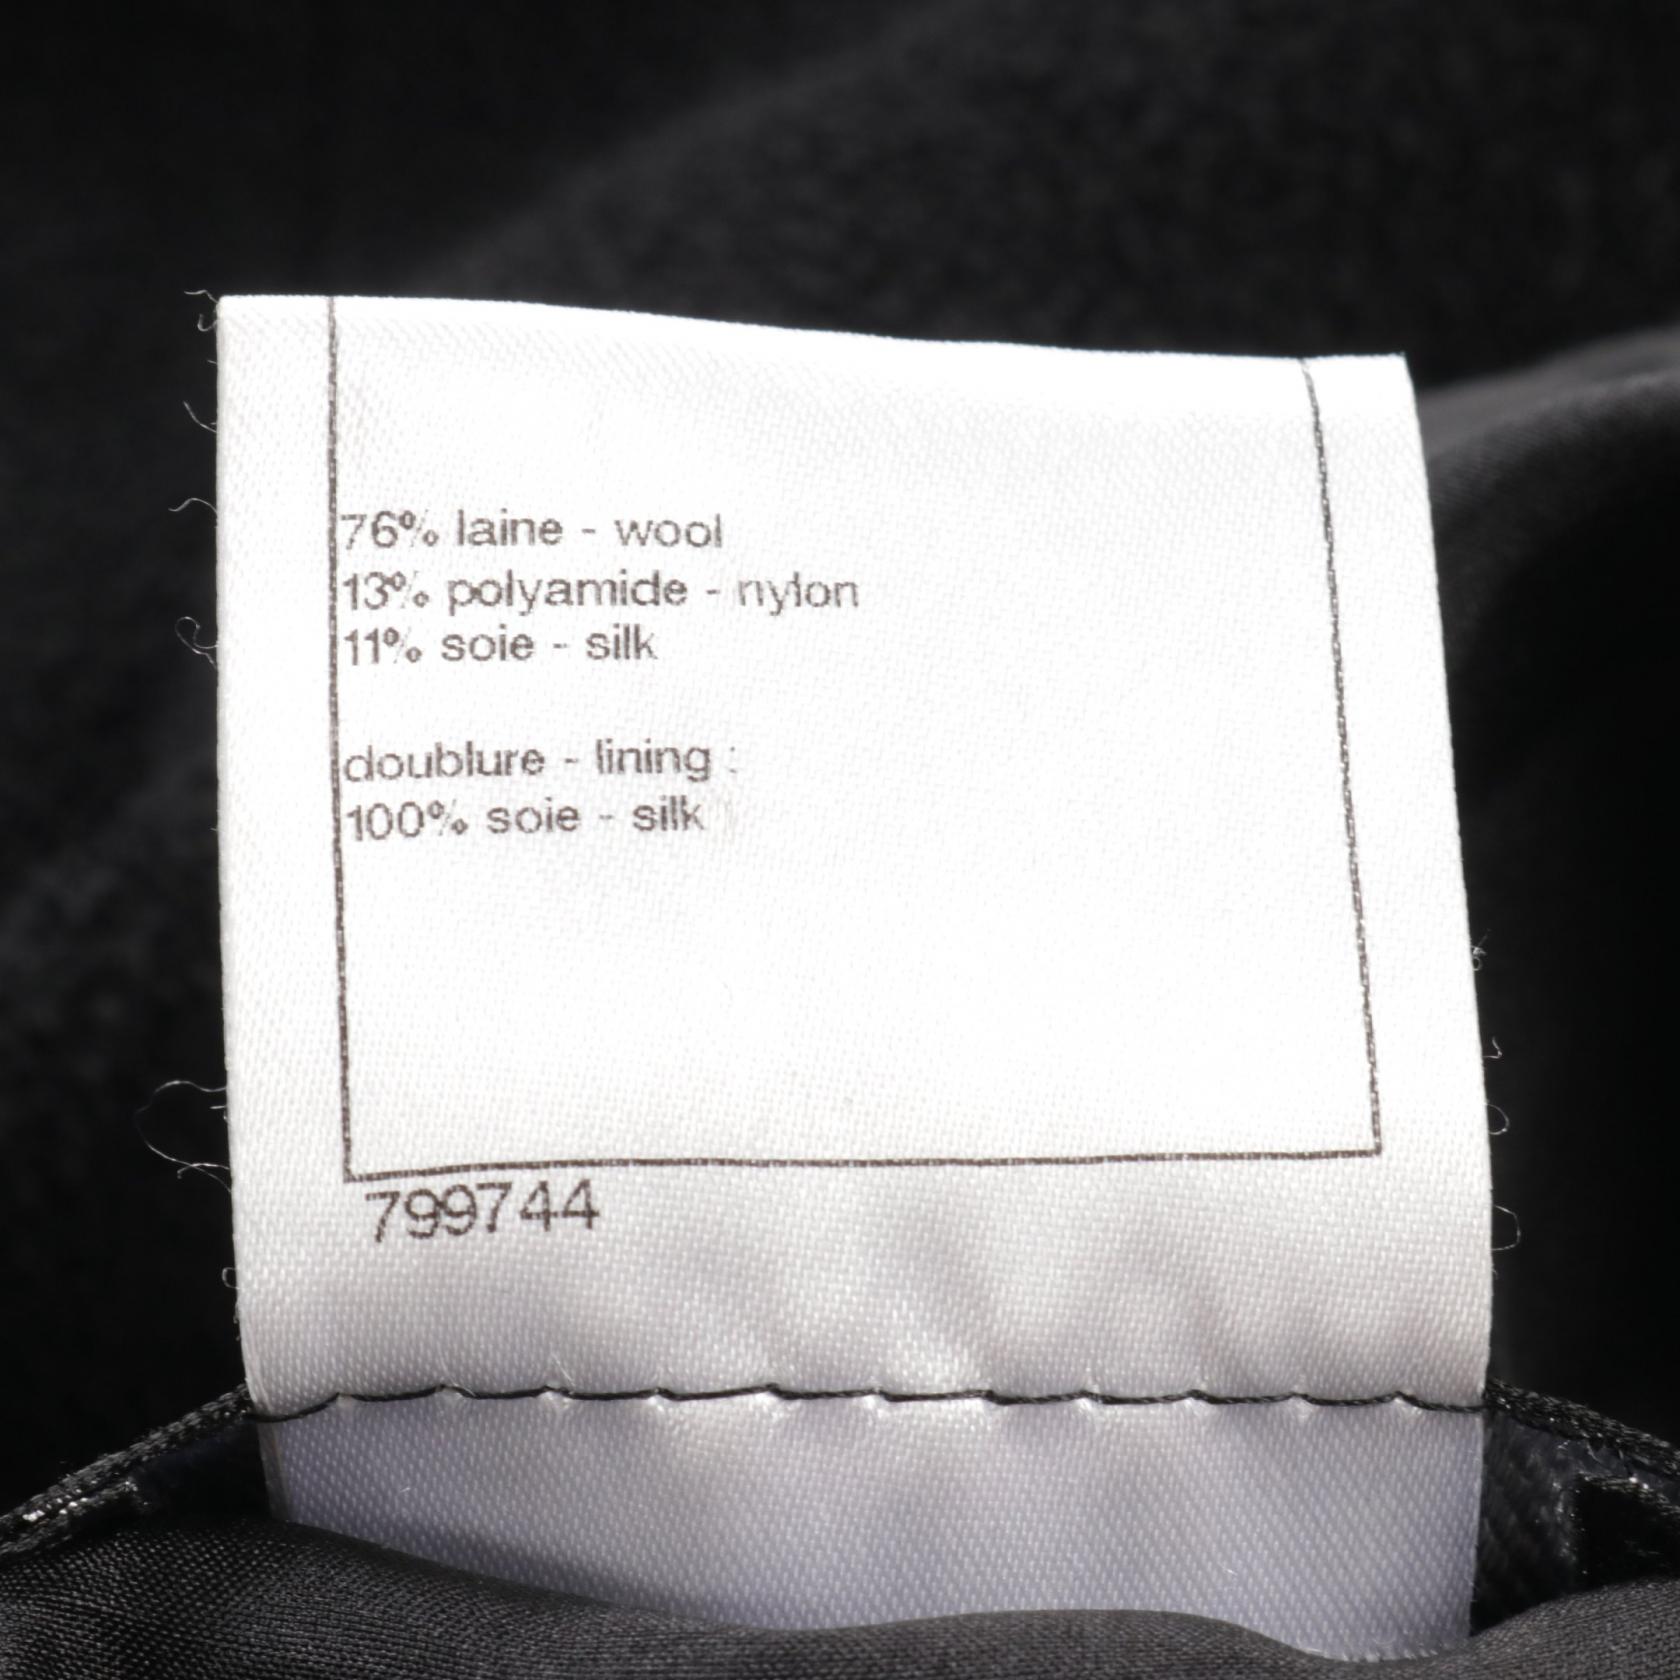 76% laine - wool
13% polyamide - nylon
11% soie - silk
doublure - lining :
100% soie - silk
799744